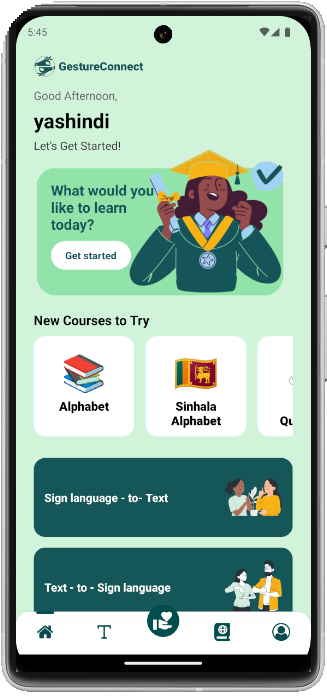 5:45
GestureConnect
Good Afternoon,
yashindi
Let's Get Started!
What would you
like to learn
today?
Get started
New Courses to Try
Alphabet
Sinhala
Alphabet
Qu
Sign language - to- Text
Text - to - Sign language
T